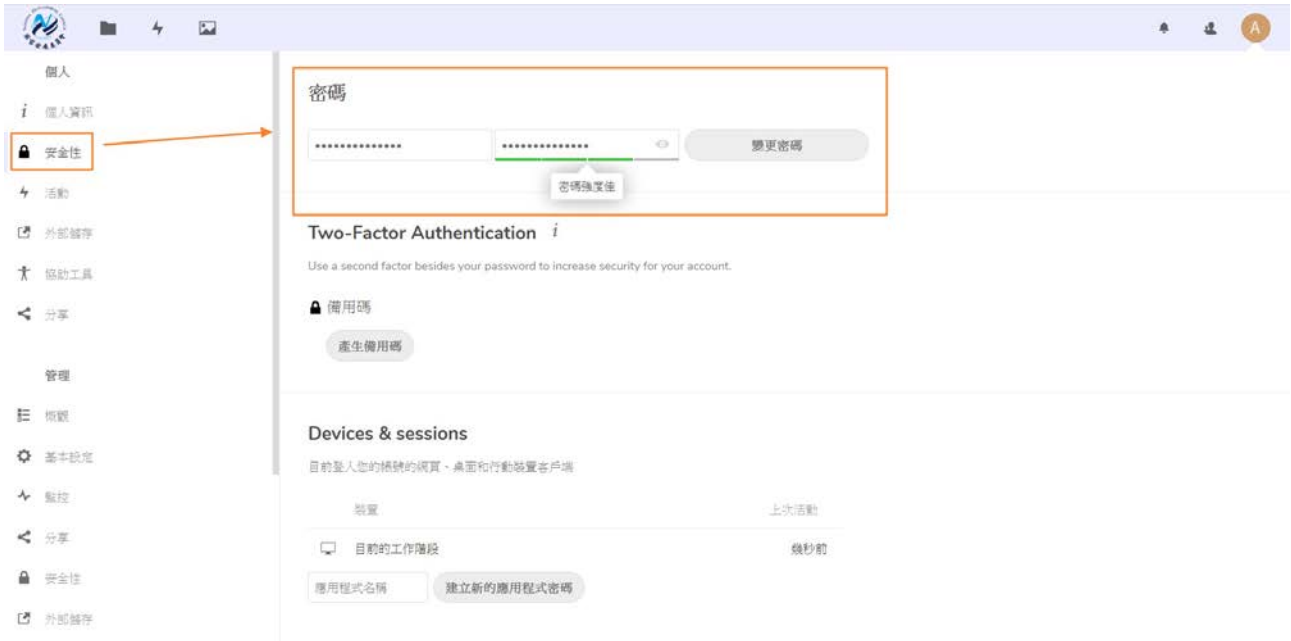 A
個人
i 個人資訊
安全性
活動
外部儲存
協助工具
分享
管理
概觀
基本設定
監控
分享
安全性
外部儲存
密碼
••••••••••••••
••••••••••••••
變更密碼
密碼強度佳
Two-Factor Authentication i
Use a second factor besides your password to increase security for your account.
備用碼
產生備用碼
Devices & sessions
目前登入您的帳號的網頁、桌面和行動裝置客戶端
裝置 上次活動
目前的工作階段 幾秒前
應用程式名稱 建立新的應用程式密碼